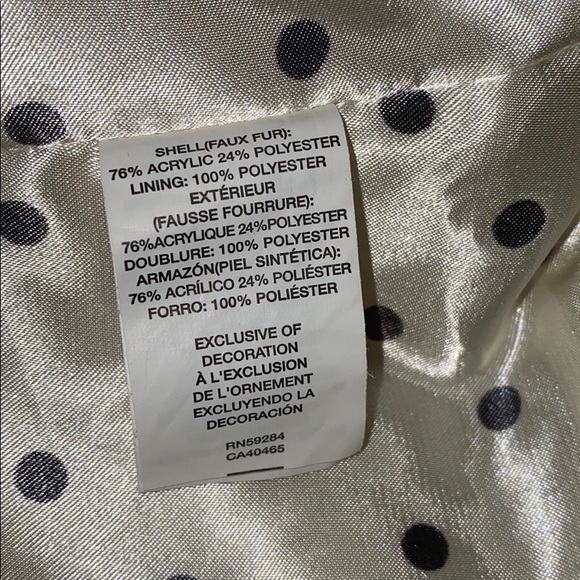 SHELL(FAUX FUR):
76% ACRYLIC 24% POLYESTER
LINING: 100% POLYESTER
EXTÉRIEUR
(FAUSSE FOURRURE):
76%ACRYLIQUE 24%POLYESTER
DOUBLURE: 100% POLYESTER
ARMAZÓN(PIEL SINTÉTICA):
76% ACRÍLICO 24% POLIÉSTER
FORRO: 100% POLIÉSTER
EXCLUSIVE OF
DECORATION
À L'EXCLUSION
DE L'ORNEMENT
EXCLUYENDO LA
DECORACIÓN
RN59284
CA40465